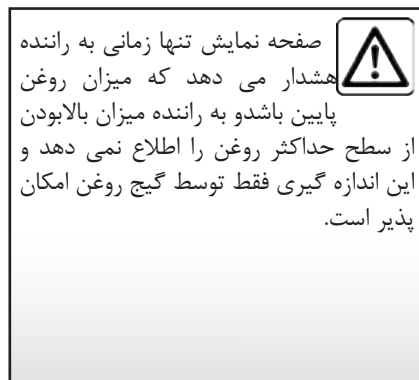 صفحه نمایش تنها زمانی به راننده
هشدار می دهد که میزان روغن
پایین باشدو به راننده میزان بالابودن
از سطح حداکثر روغن را اطلاع نمی دهد و
این اندازه گیری فقط توسط گیج روغن امکان
پذیر است.